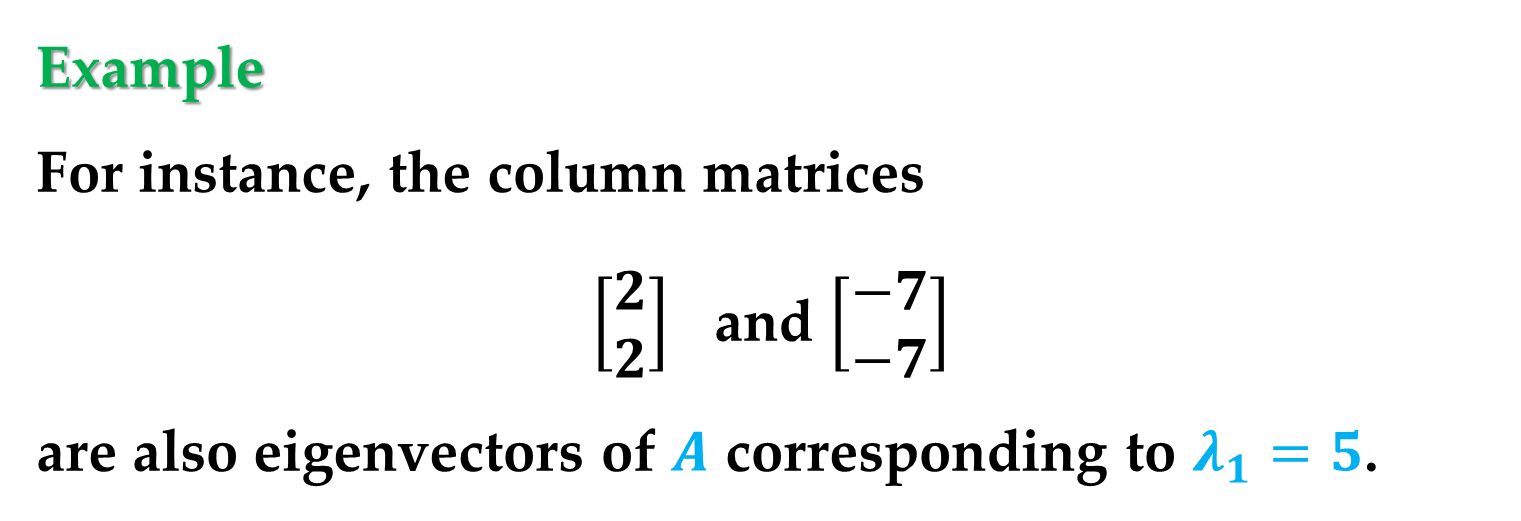 Example
For instance, the column matrices
[2 2] and [−7 −7]
are also eigenvectors of A corresponding to λ₁ = 5.